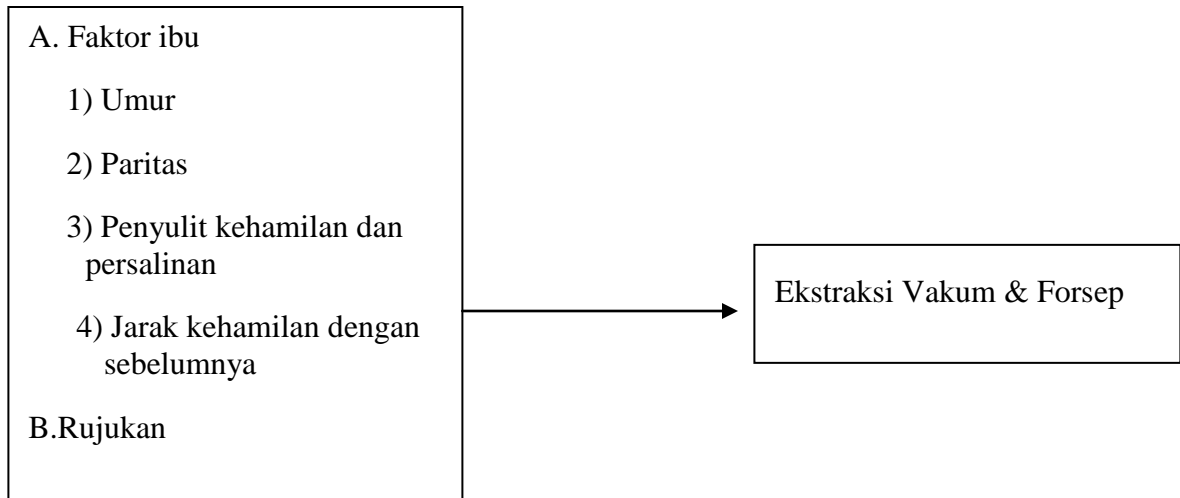 A. Faktor ibu
1) Umur
2) Paritas
3) Penyulit kehamilan dan
persalinan
4) Jarak kehamilan dengan
sebelumnya
B.Rujukan
Ekstraksi Vakum & Forsep